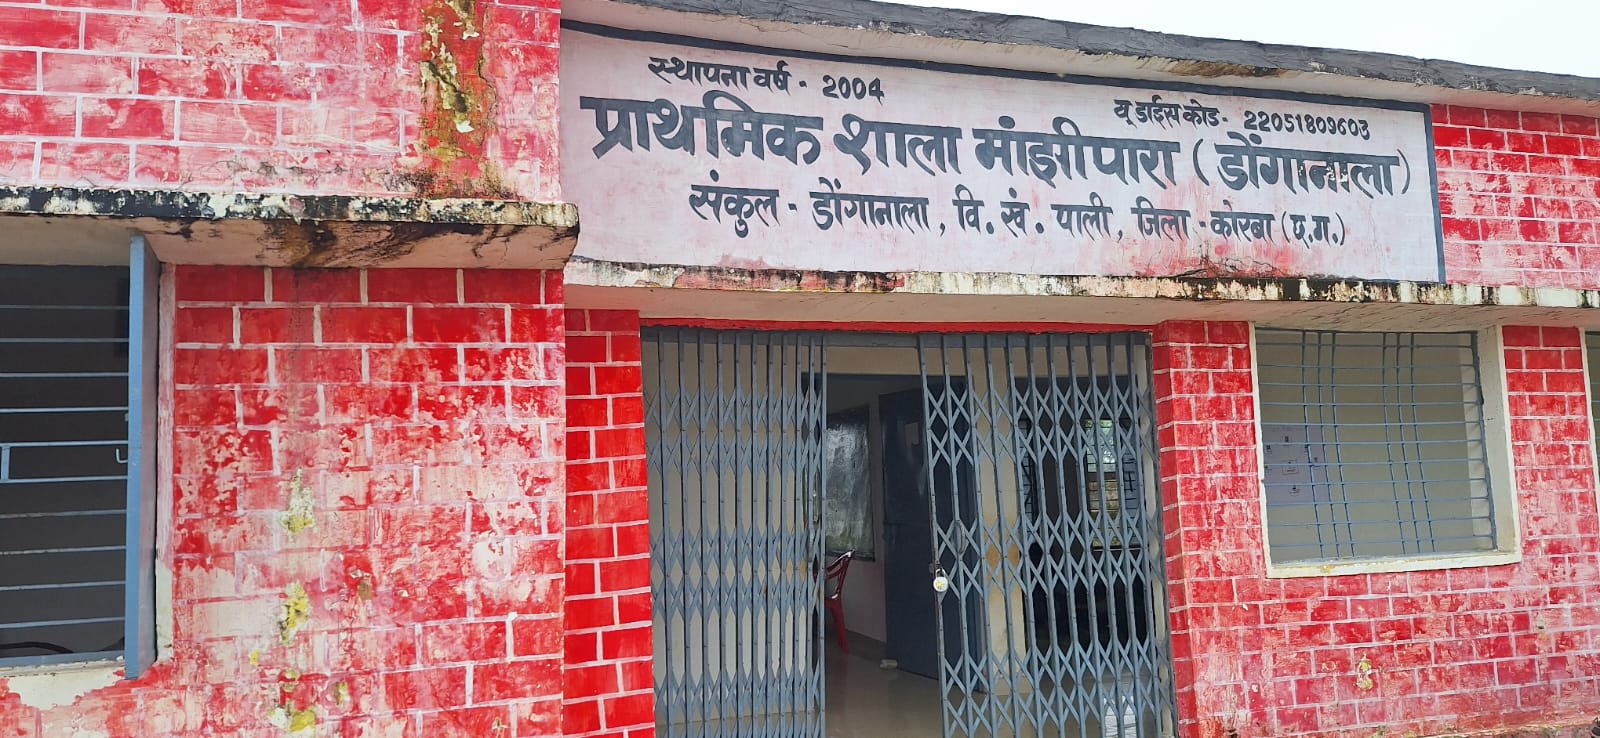 स्थापना वर्ष - 2004
यू डाईस कोड - 22051809603
प्राथमिक शाला मांझीपारा (डोंगानाला)
संकुल - डोंगानाला, वि. खं. पाली, जिला - कोरबा (छ.ग.)